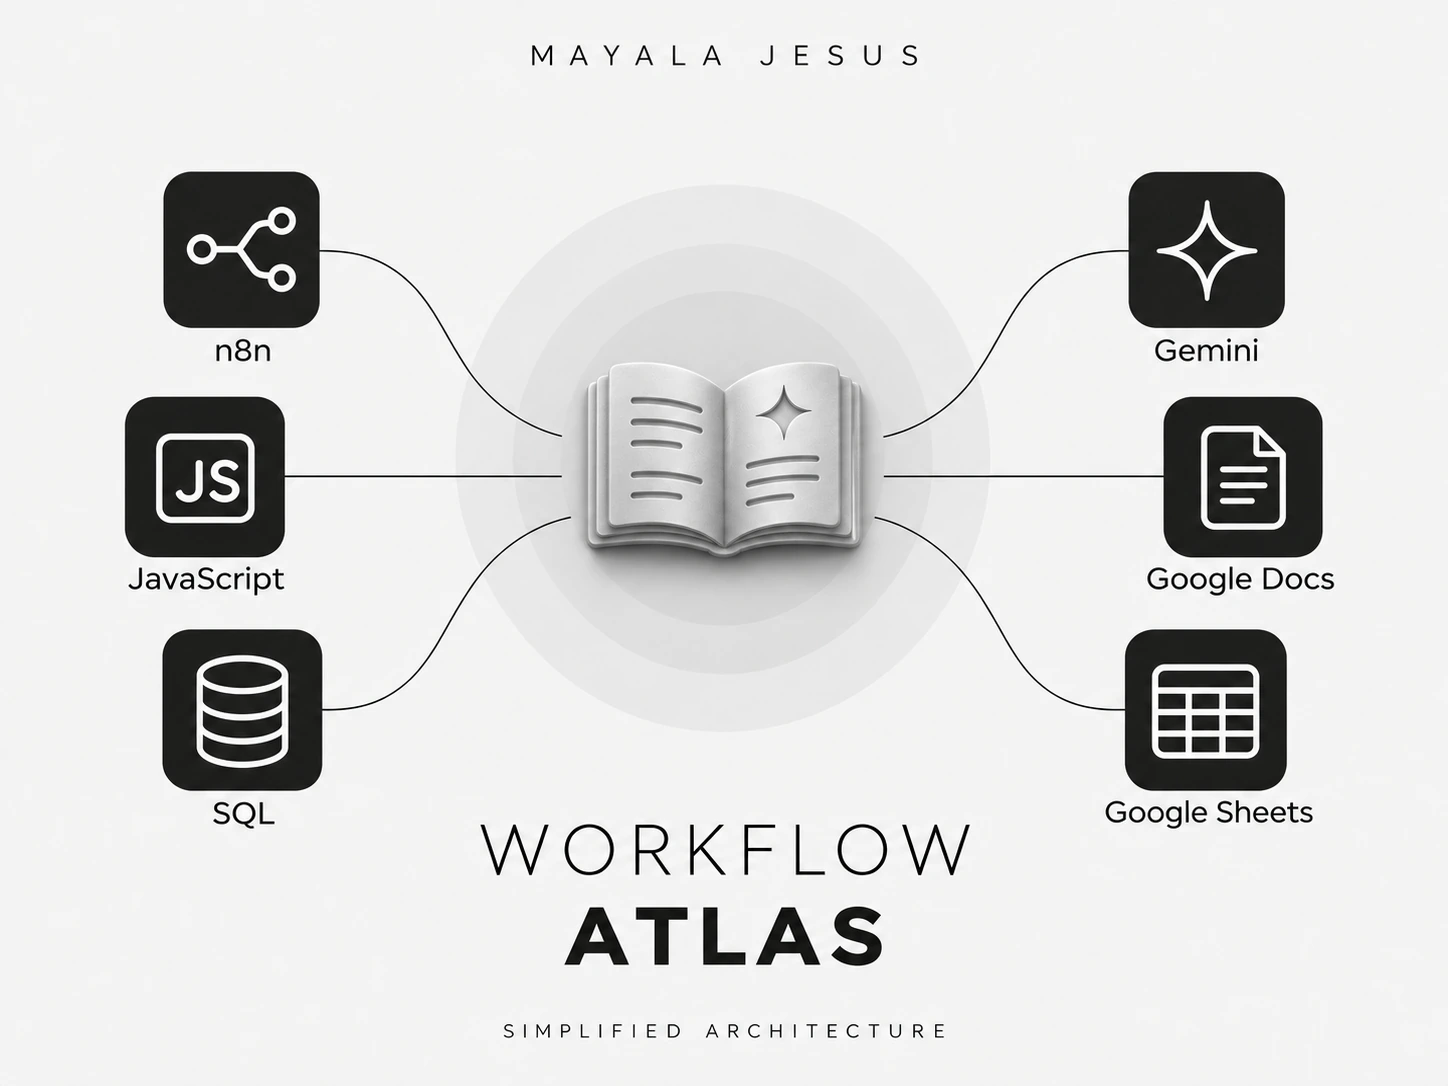 MAYALA JESUS
n8n
Gemini
JS
JavaScript
Google Docs
SQL
Google Sheets
WORKFLOW
ATLAS
SIMPLIFIED ARCHITECTURE